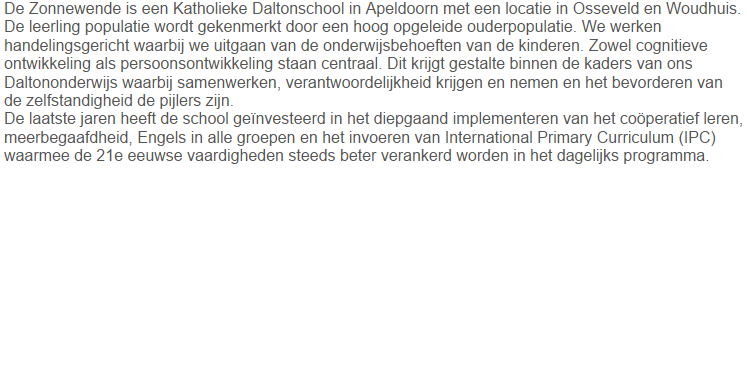 De Zonnewende is een Katholieke Daltonschool in Apeldoorn met een locatie in Osseveld en Woudhuis.
De leerling populatie wordt gekenmerkt door een hoog opgeleide ouderpopulatie. We werken
handelingsgericht waarbij we uitgaan van de onderwijsbehoeften van de kinderen. Zowel cognitieve
ontwikkeling als persoonsontwikkeling staan centraal. Dit krijgt gestalte binnen de kaders van ons
Daltononderwijs waarbij samenwerken, verantwoordelijkheid krijgen en nemen en het bevorderen van
de zelfstandigheid de pijlers zijn.
De laatste jaren heeft de school geïnvesteerd in het diepgaand implementeren van het coöperatief leren,
meerbegaafdheid, Engels in alle groepen en het invoeren van International Primary Curriculum (IPC)
waarmee de 21e eeuwse vaardigheden steeds beter verankerd worden in het dagelijks programma.